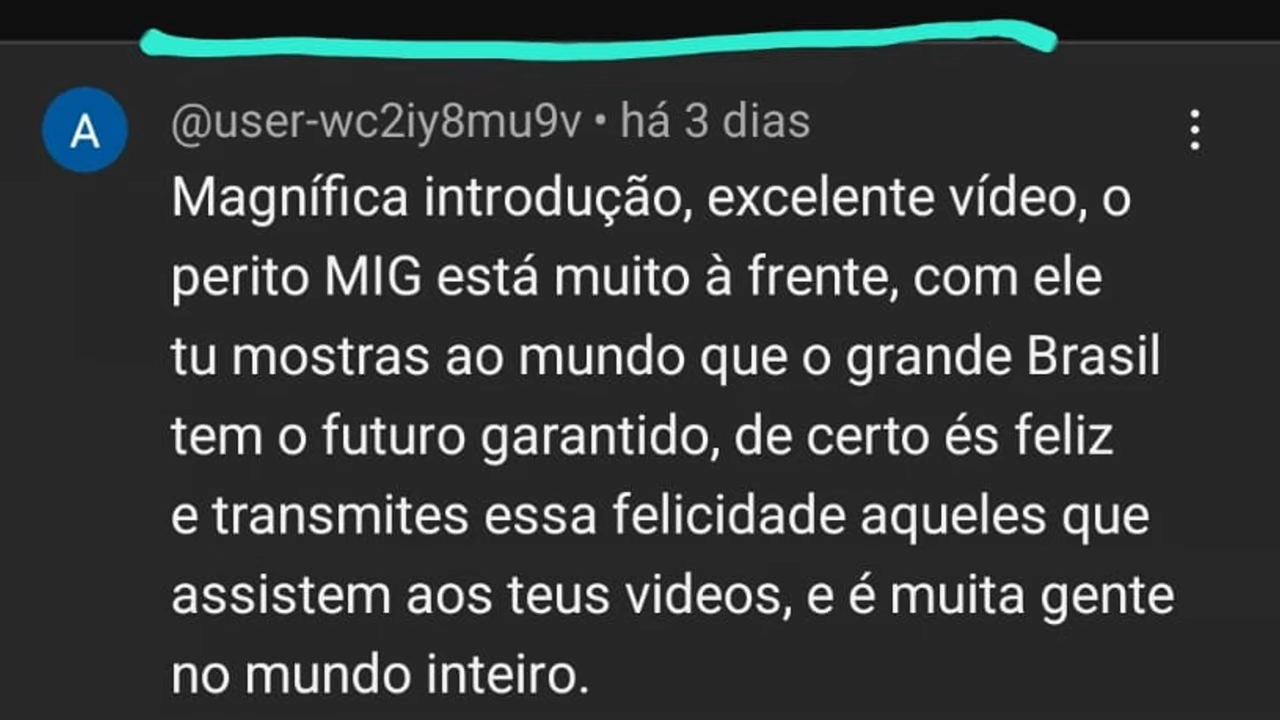 A
@user-wc2iy8mu9v • há 3 dias
Magnífica introdução, excelente vídeo, o
perito MIG está muito à frente, com ele
tu mostras ao mundo que o grande Brasil
tem o futuro garantido, de certo és feliz
e transmites essa felicidade aqueles que
assistem aos teus videos, e é muita gente
no mundo inteiro.